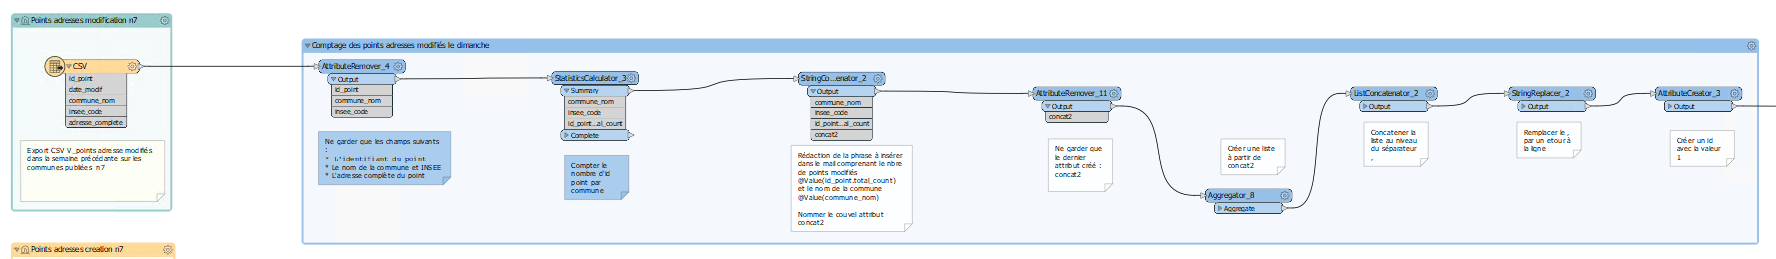 Points adresses modification n7
CSV
id_point
date_modif
commune_nom
insee_code
adresse_complete
Export CSV V_points adresse modifiés
dans la semaine précédante sur les
communes publiées n7
Points adresses creation n7
Comptage des points adresses modifiés le dimanche
AttributeRemover_4
Output
id_point
commune_nom
insee_code
Ne garder que les champs suivants
:
* L'identifiant du point
* Le nom de la commune et INSEE
* L'adresse complète du point
StatisticsCalculator_3
Summary
commune_nom
insee_code
id_point...al_count
Complete
Compter le
nombre d'id
point par
commune
StringCo...enator_2
Output
commune_nom
insee_code
id_point...al_count
concat2
Rédaction de la phrase à insérer
dans le mail comprenant le nbre
de points modifiés
@Value(id_point.total_count)
et le nom de la commune
@Value(commune_nom)
Nommer le couvel attribut
concat2
AttributeRemover_11
Output
concat2
Ne garder que
le dernier
attribut créé :
concat2
Créer une liste
à partir de
concat2
Aggregator_8
Aggregate
ListConcatenator_2
Output
Concatener la
liste au niveau
du séparateur
,
StringReplacer_2
Output
Remplacer le ,
par un etour à
la ligne
AttributeCreator_3
Output
Créer un id
avec la valeur
1